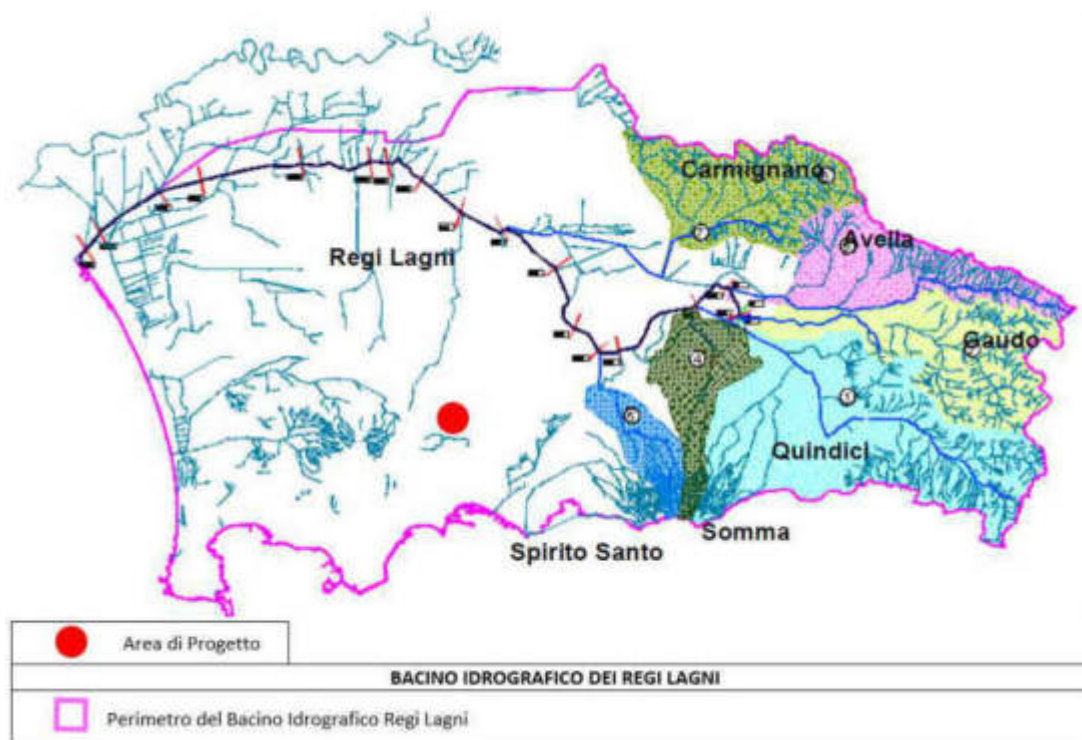 Carmignano
Avella
Regi Lagni
Gaudo
4
Quindici
Somma
Spirito Santo
Area di Progetto
BACINO IDROGRAFICO DEI REGI LAGNI
Perimetro del Bacino Idrografico Regi Lagni